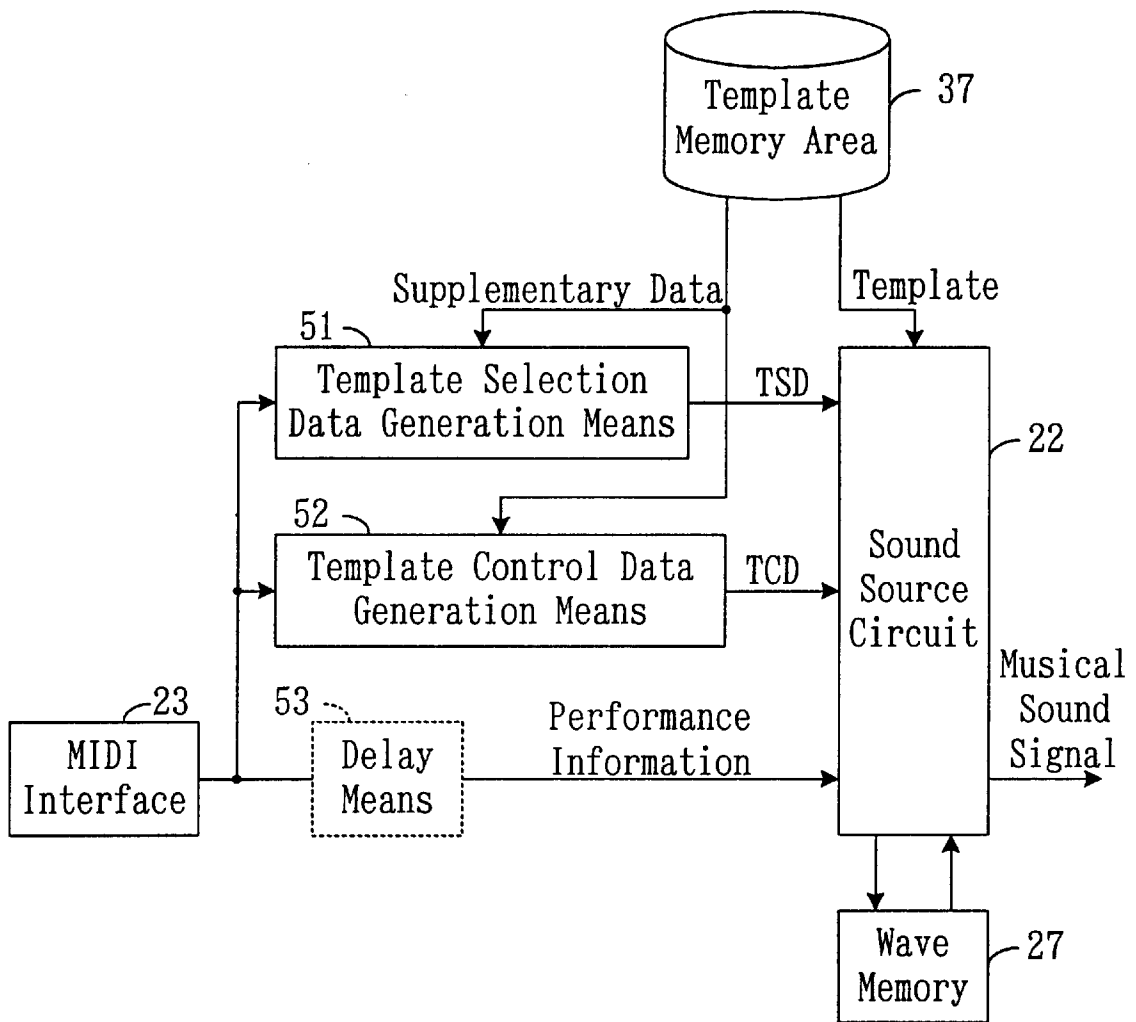 Template
Memory Area
37
Supplementary Data
Template
51
Template Selection
Data Generation Means
TSD
22
52
Template Control Data
Generation Means
TCD
Sound
Source
Circuit
23
MIDI
Interface
53
Delay
Means
Performance
Information
Musical
Sound
Signal
Wave
Memory
27